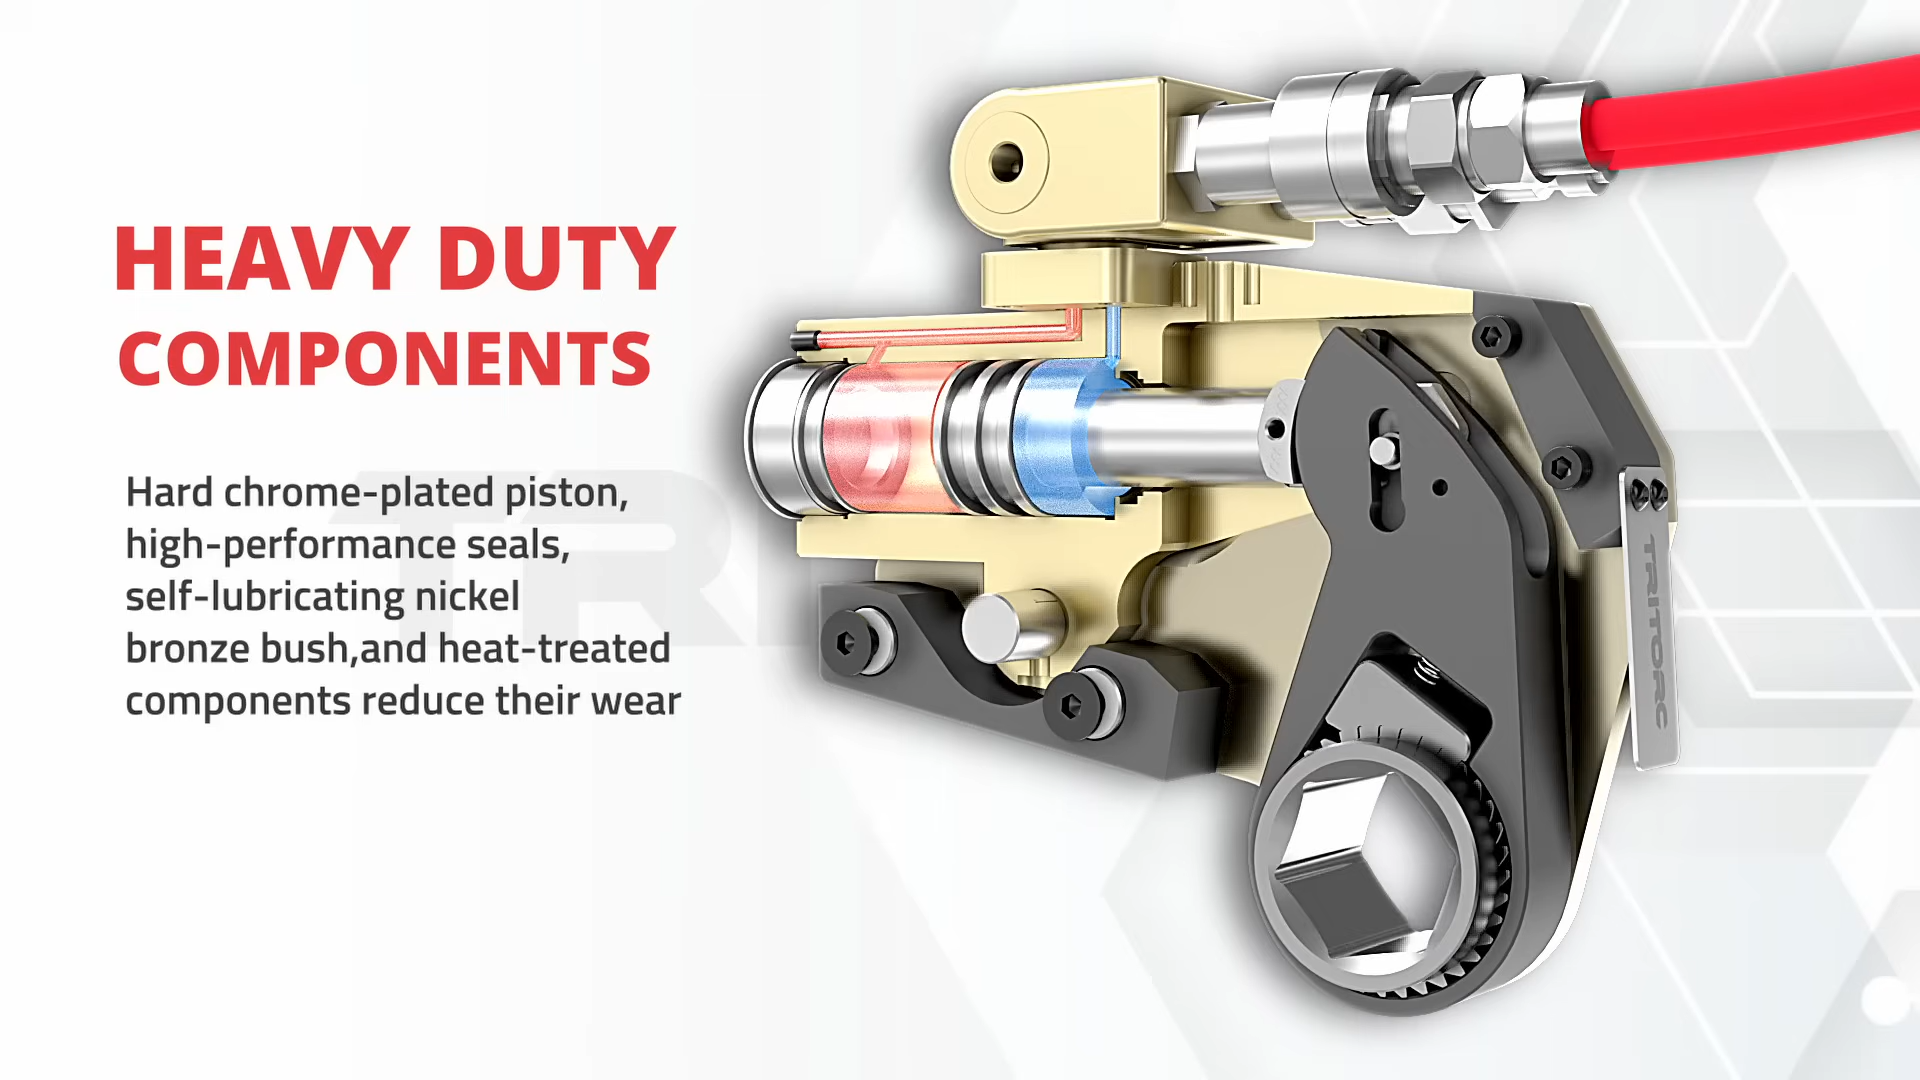 HEAVY DUTY
COMPONENTS
Hard chrome-plated piston,
high-performance seals,
self-lubricating nickel
bronze bush,and heat-treated
components reduce their wear
TRITORC